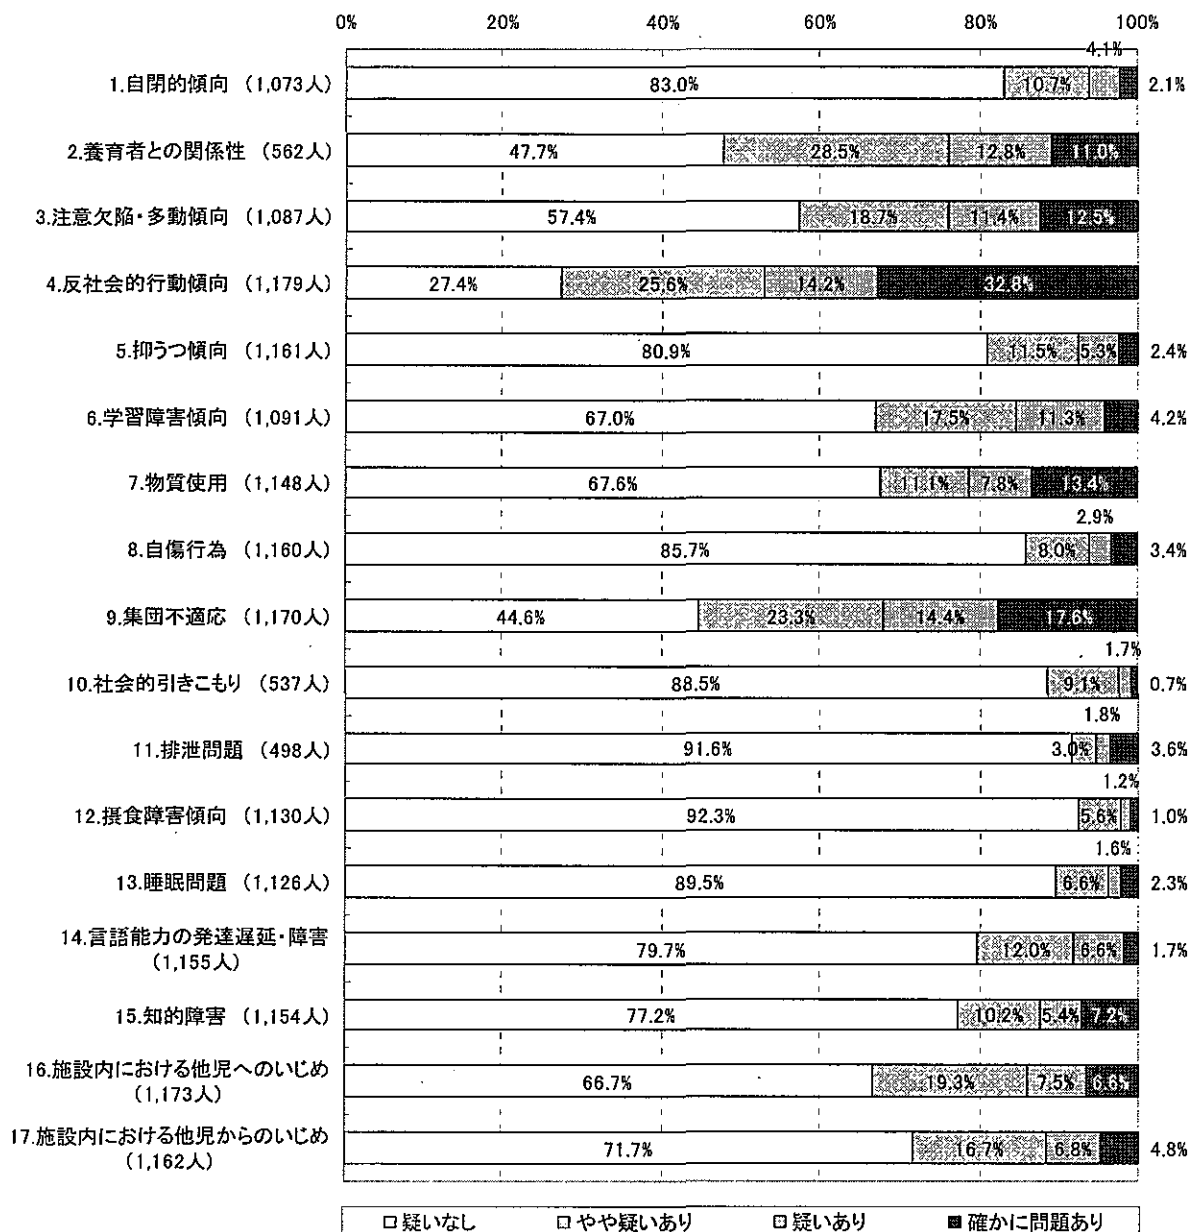 0% 20% 40% 60% 80% 100%
4.1%
1.自閉的傾向 (1,073人) 83.0% 10.7% 2.1%
2.養育者との関係性 (562人) 47.7% 28.5% 12.8% 11.0%
3.注意欠陥・多動傾向 (1,087人) 57.4% 18.7% 11.4% 12.5%
4.反社会的行動傾向 (1,179人) 27.4% 25.6% 14.2% 32.8%
5.抑うつ傾向 (1,161人) 80.9% 11.5% 5.3% 2.4%
6.学習障害傾向 (1,091人) 67.0% 17.5% 11.3% 4.2%
7.物質使用 (1,148人) 67.6% 11.1% 7.8% 13.4%
2.9%
8.自傷行為 (1,160人) 85.7% 8.0% 3.4%
9.集団不適応 (1,170人) 44.6% 23.3% 14.4% 17.6%
1.7%
10.社会的引きこもり (537人) 88.5% 9.1% 0.7%
1.8%
11.排泄問題 (498人) 91.6% 3.0% 3.6%
1.2%
12.摂食障害傾向 (1,130人) 92.3% 5.6% 1.0%
1.6%
13.睡眠問題 (1,126人) 89.5% 6.6% 2.3%
14.言語能力の発達遅延・障害
(1,155人) 79.7% 12.0% 6.6% 1.7%
15.知的障害 (1,154人) 77.2% 10.2% 5.4% 7.2%
16.施設内における他児へのいじめ
(1,173人) 66.7% 19.3% 7.5% 6.6%
17.施設内における他児からのいじめ
(1,162人) 71.7% 16.7% 6.8% 4.8%
疑いなし やや疑いあり 疑いあり 確かに問題あり